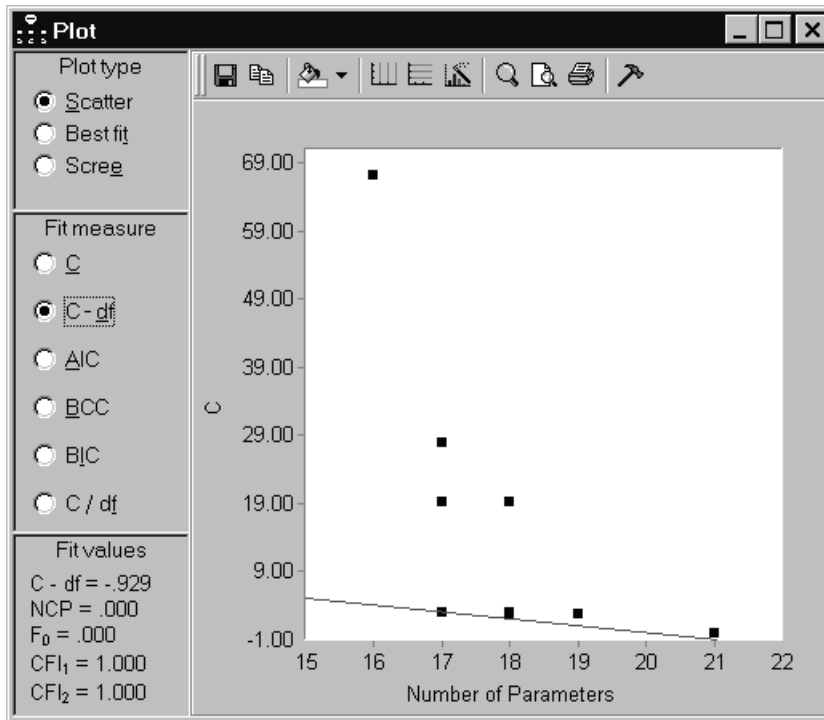 Plot
Plot type
Scatter
Best fit
Scree
Fit measure
C
C - df
AIC
BCC
BIC
C / df
Fit values
C - df = -.929
NCP = .000
F₀ = .000
CFI₁ = 1.000
CFI₂ = 1.000
69.00
59.00
49.00
39.00
29.00
19.00
9.00
-1.00
C
15 16 17 18 19 20 21 22
Number of Parameters